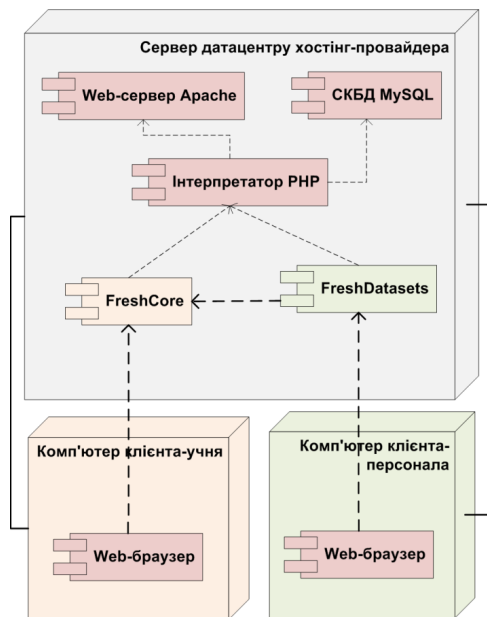 Сервер датацентру хостінг-провайдера
Web-сервер Apache
СКБД MySQL
Інтерпретатор PHP
FreshCore
FreshDatasets
Комп'ютер клієнта-учня
Комп'ютер клієнта-
персонала
Web-браузер
Web-браузер